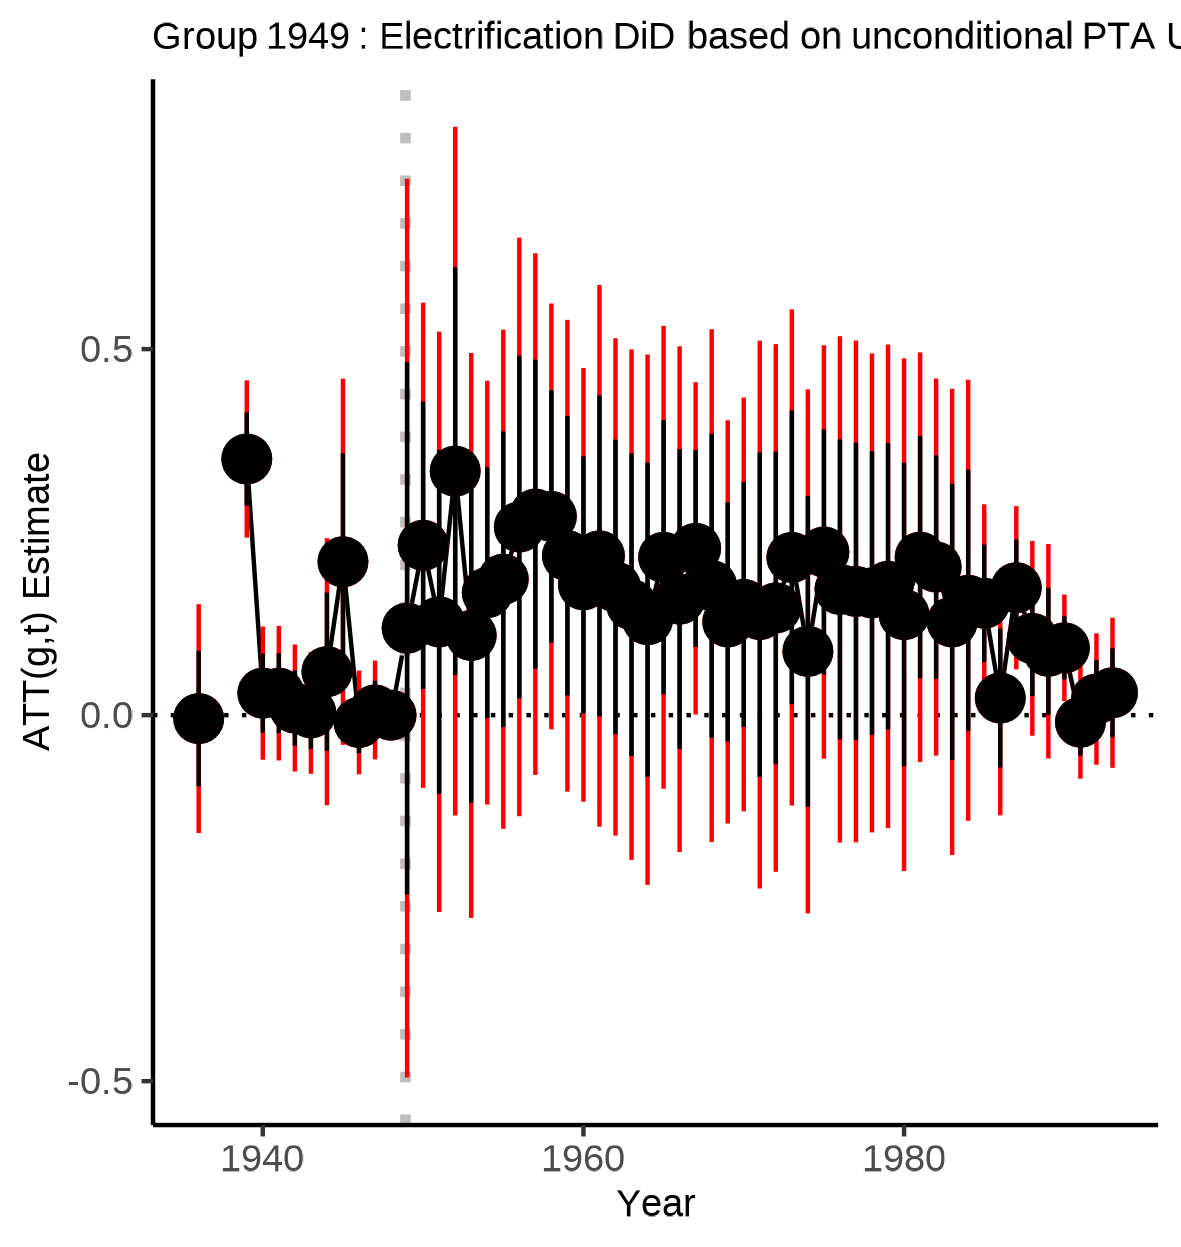 Group 1949 : Electrification DiD based on unconditional PTA U
ATT(g,t) Estimate
0.5
0.0
-0.5
1940
1960
1980
Year